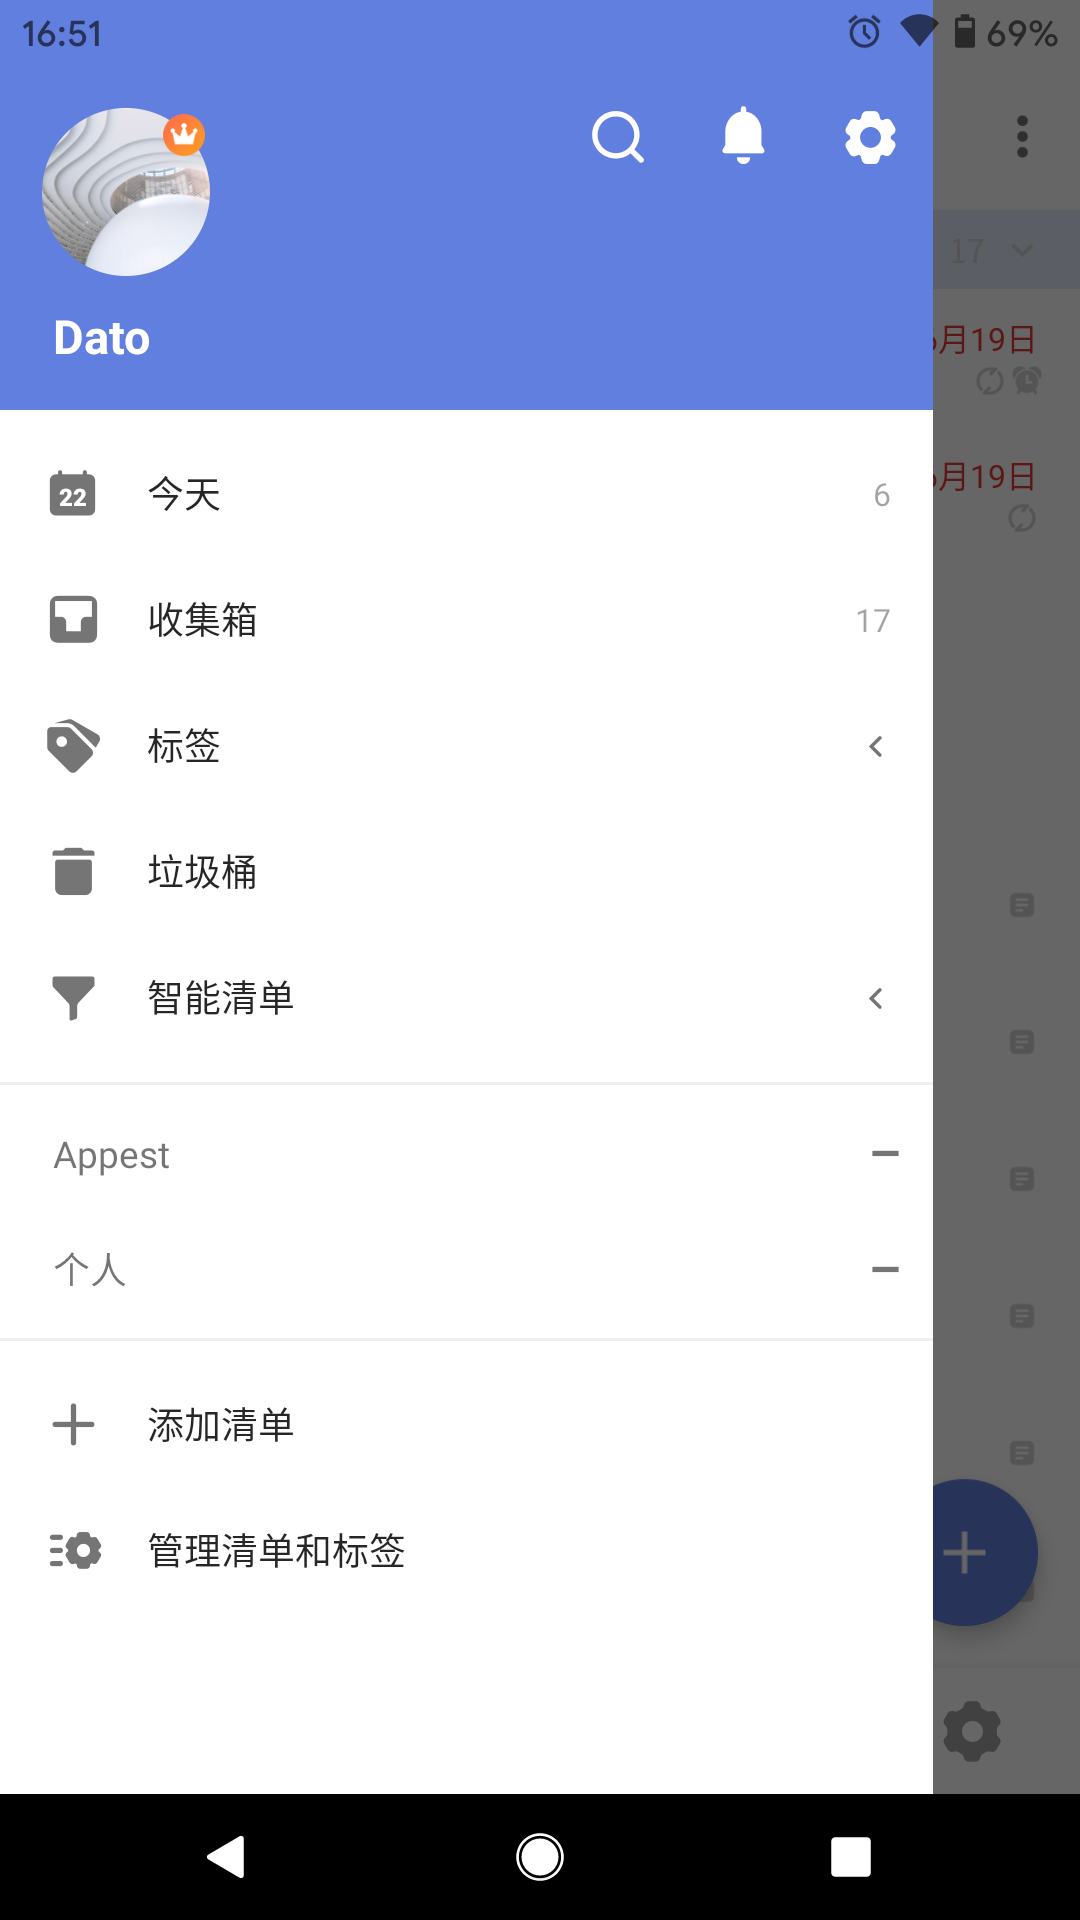 16:51
69%
Dato
17
月19日
22
今天
6
月19日
收集箱
17
标签
垃圾桶
智能清单
Appest
个人
添加清单
管理清单和标签